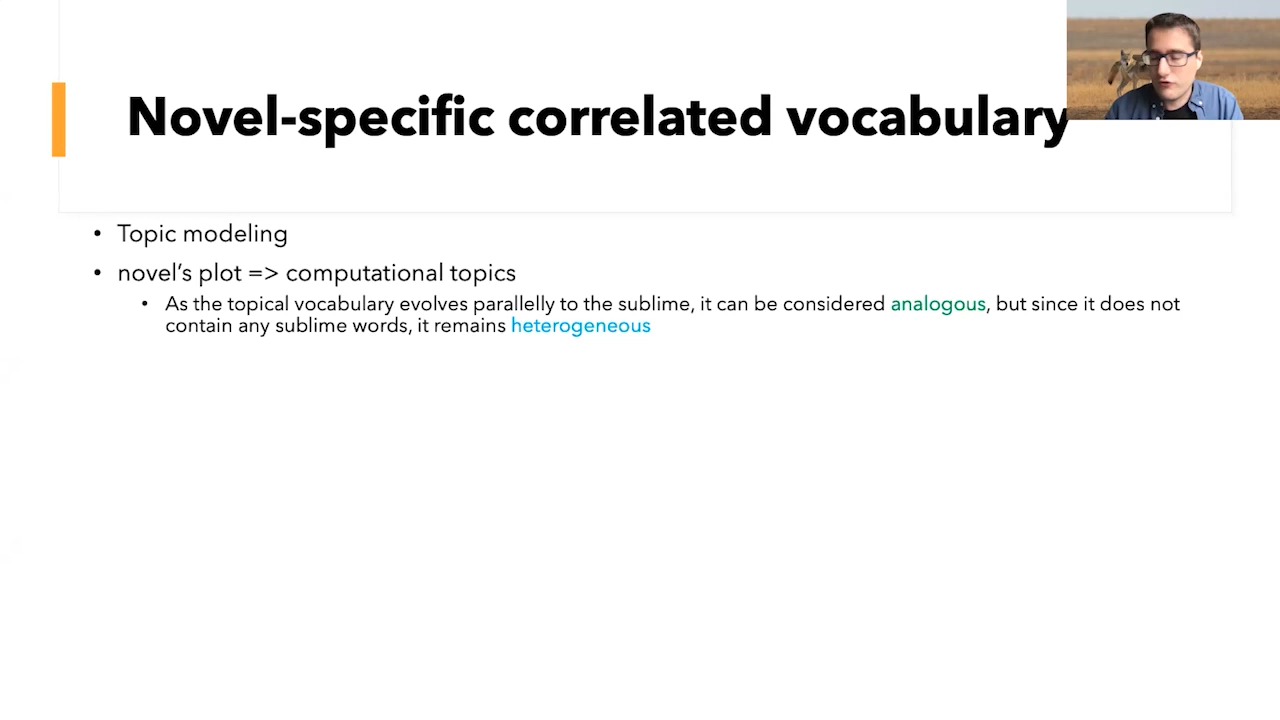 Novel-specific correlated vocabulary
• Topic modeling
• novel's plot => computational topics
• As the topical vocabulary evolves parallelly to the sublime, it can be considered analogous, but since it does not
contain any sublime words, it remains heterogeneous